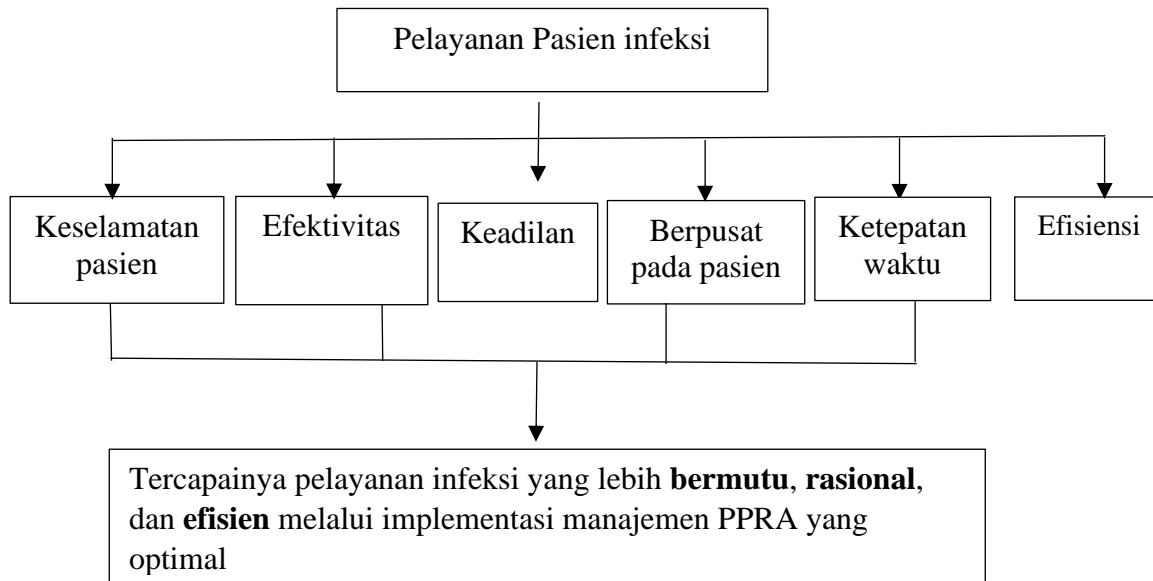 Pelayanan Pasien infeksi
Keselamatan
pasien
Efektivitas
Keadilan
Berpusat
pada pasien
Ketepatan
waktu
Efisiensi
Tercapainya pelayanan infeksi yang lebih bermutu, rasional,
dan efisien melalui implementasi manajemen PPRA yang
optimal